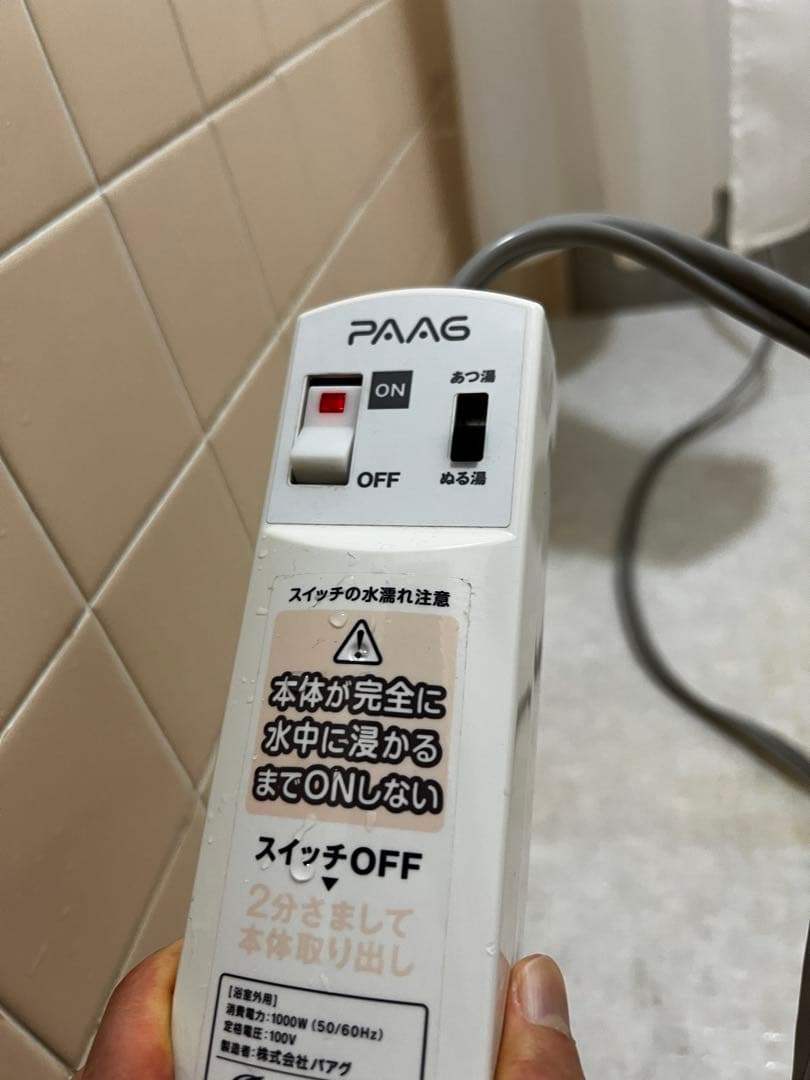 PAAG
ON
あつ湯
OFF
ぬる湯
スイッチの水濡れ注意
本体が完全に
水中に浸かる
までONしない
スイッチOFF
2分さまして
本体取り出し
[浴室外用]
消費電力:1000W (50/60Hz)
定格電圧:100V
製造者:株式会社パアグ